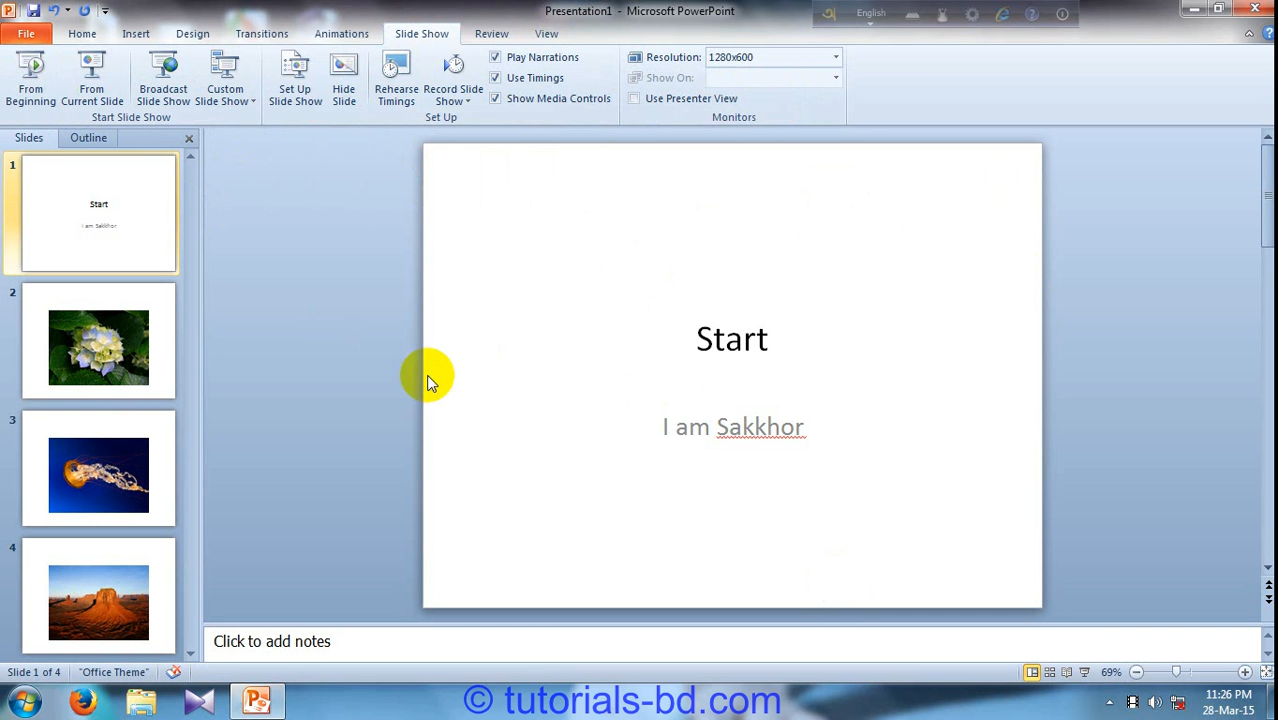 Presentation1 - Microsoft PowerPoint
English
File Home Insert Design Transitions Animations Slide Show Review View
From Beginning
From Current Slide
Broadcast Slide Show
Custom Slide Show
Start Slide Show
Set Up Slide Show
Hide Slide
Rehearse Timings
Record Slide Show
Play Narrations
Use Timings
Show Media Controls
Set Up
Resolution: 1280x600
Show On:
Use Presenter View
Monitors
Slides Outline
1
Start
I am Sakkhor
2
3
4
Start
I am Sakkhor
Click to add notes
Slide 1 of 4 "Office Theme" 69%
© tutorials-bd.com
11:26 PM
28-Mar-15